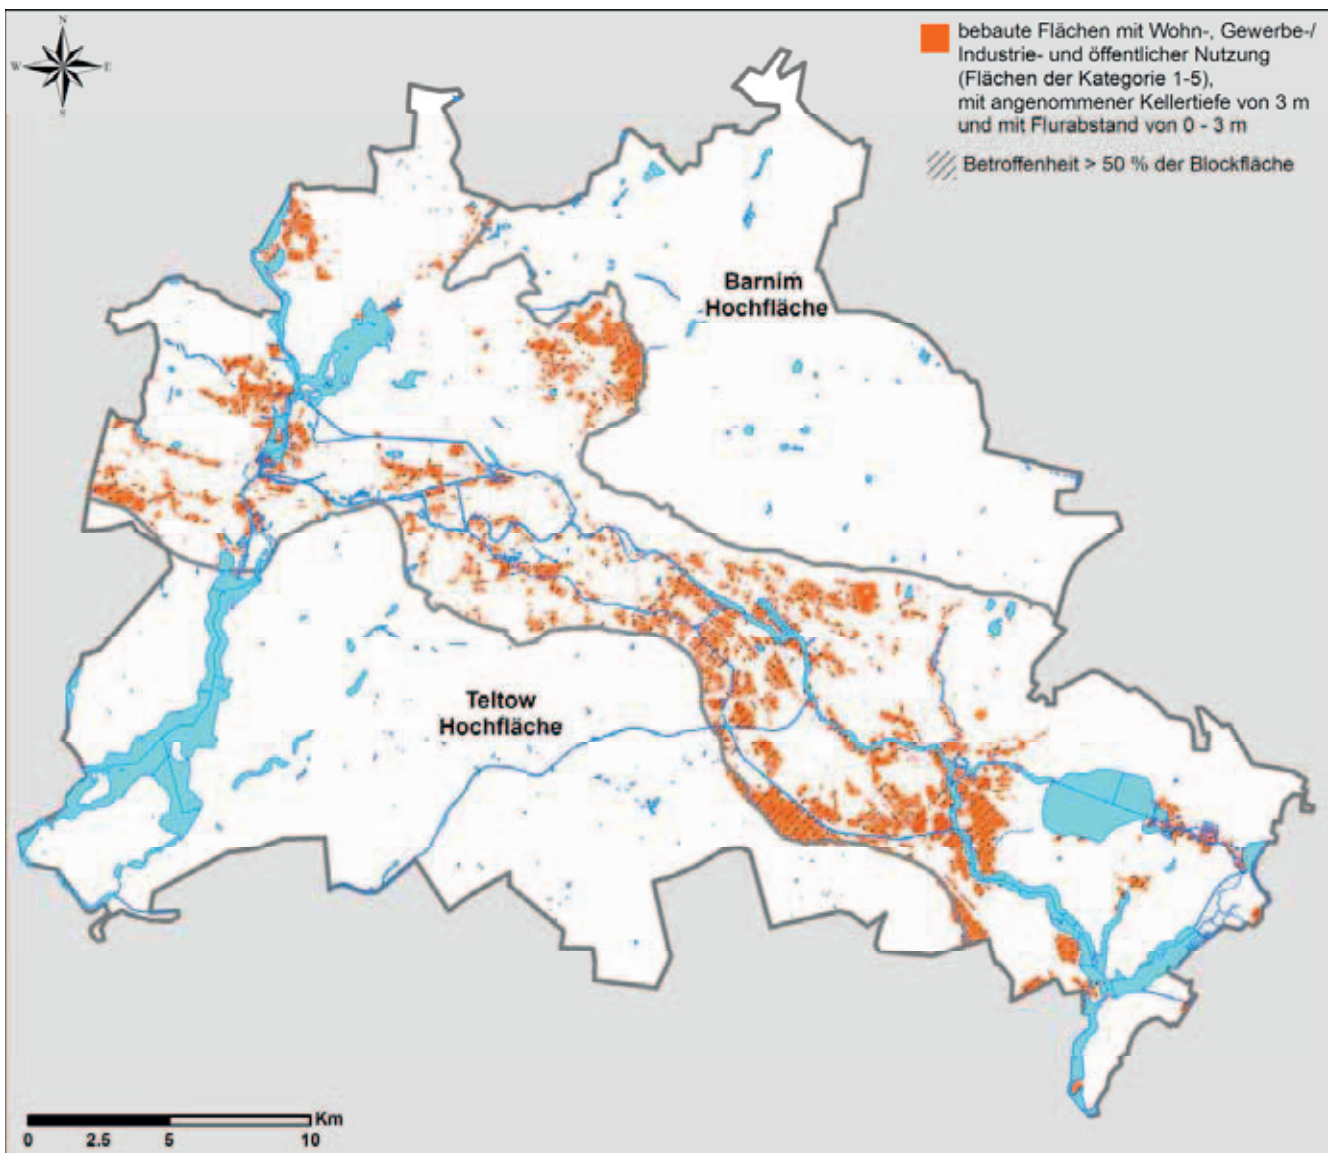 N
W
E
S
bebaute Flächen mit Wohn-, Gewerbe-/
Industrie- und öffentlicher Nutzung
(Flächen der Kategorie 1-5),
mit angenommener Kellertiefe von 3 m
und mit Flurabstand von 0 - 3 m
Betroffenheit > 50 % der Blockfläche
Barnim
Hochfläche
Teltow
Hochfläche
Km
0 2.5 5 10